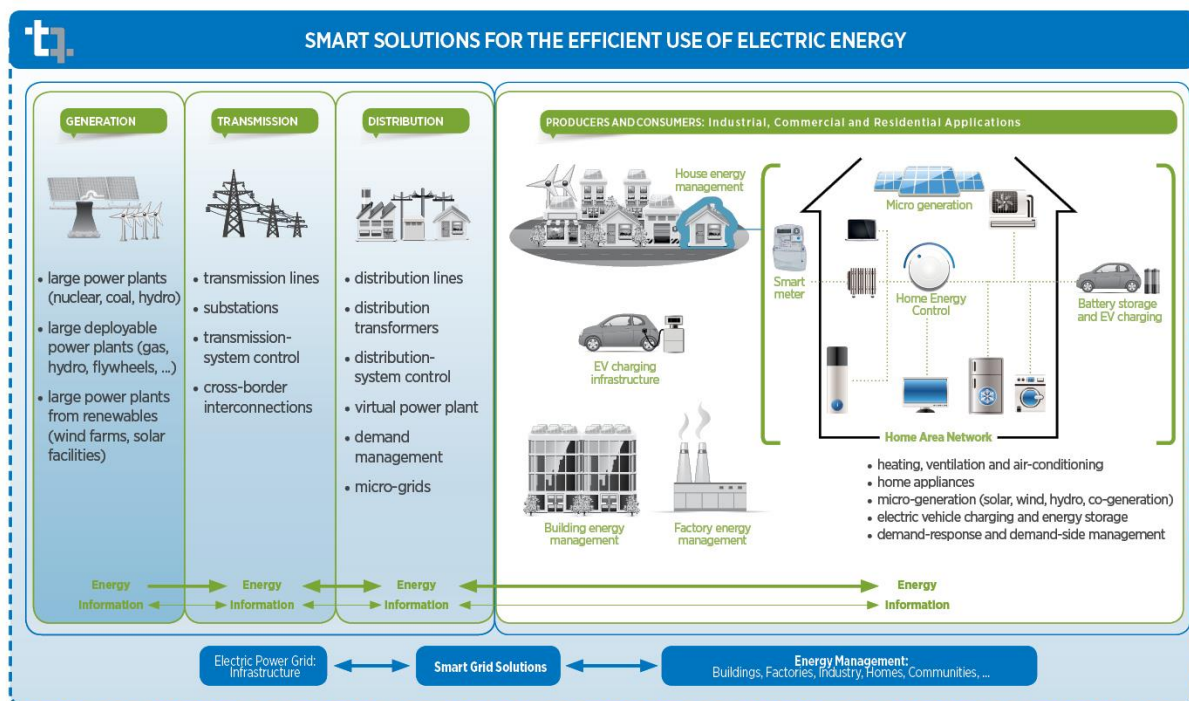 tq.
SMART SOLUTIONS FOR THE EFFICIENT USE OF ELECTRIC ENERGY
GENERATION
• large power plants
(nuclear, coal, hydro)
• large deployable
power plants (gas,
hydro, flywheels, ...)
• large power plants
from renewables
(wind farms, solar
facilities)
TRANSMISSION
• transmission lines
• substations
• transmission-
system control
• cross-border
interconnections
DISTRIBUTION
• distribution lines
• distribution
transformers
• distribution-
system control
• virtual power plant
• demand
management
• micro-grids
PRODUCERS AND CONSUMERS: Industrial, Commercial and Residential Applications
House energy
management
EV charging
infrastructure
Building energy
management
Factory energy
management
Micro generation
Smart
meter
Home Energy
Control
Battery storage
and EV charging
Home Area Network
• heating, ventilation and air-conditioning
• home appliances
• micro-generation (solar, wind, hydro, co-generation)
• electric vehicle charging and energy storage
• demand-response and demand-side management
Energy Energy Energy Energy
Information Information Information Information
Electric Power Grid:
Infrastructure
Smart Grid Solutions
Energy Management:
Buildings, Factories, Industry, Homes, Communities, ...